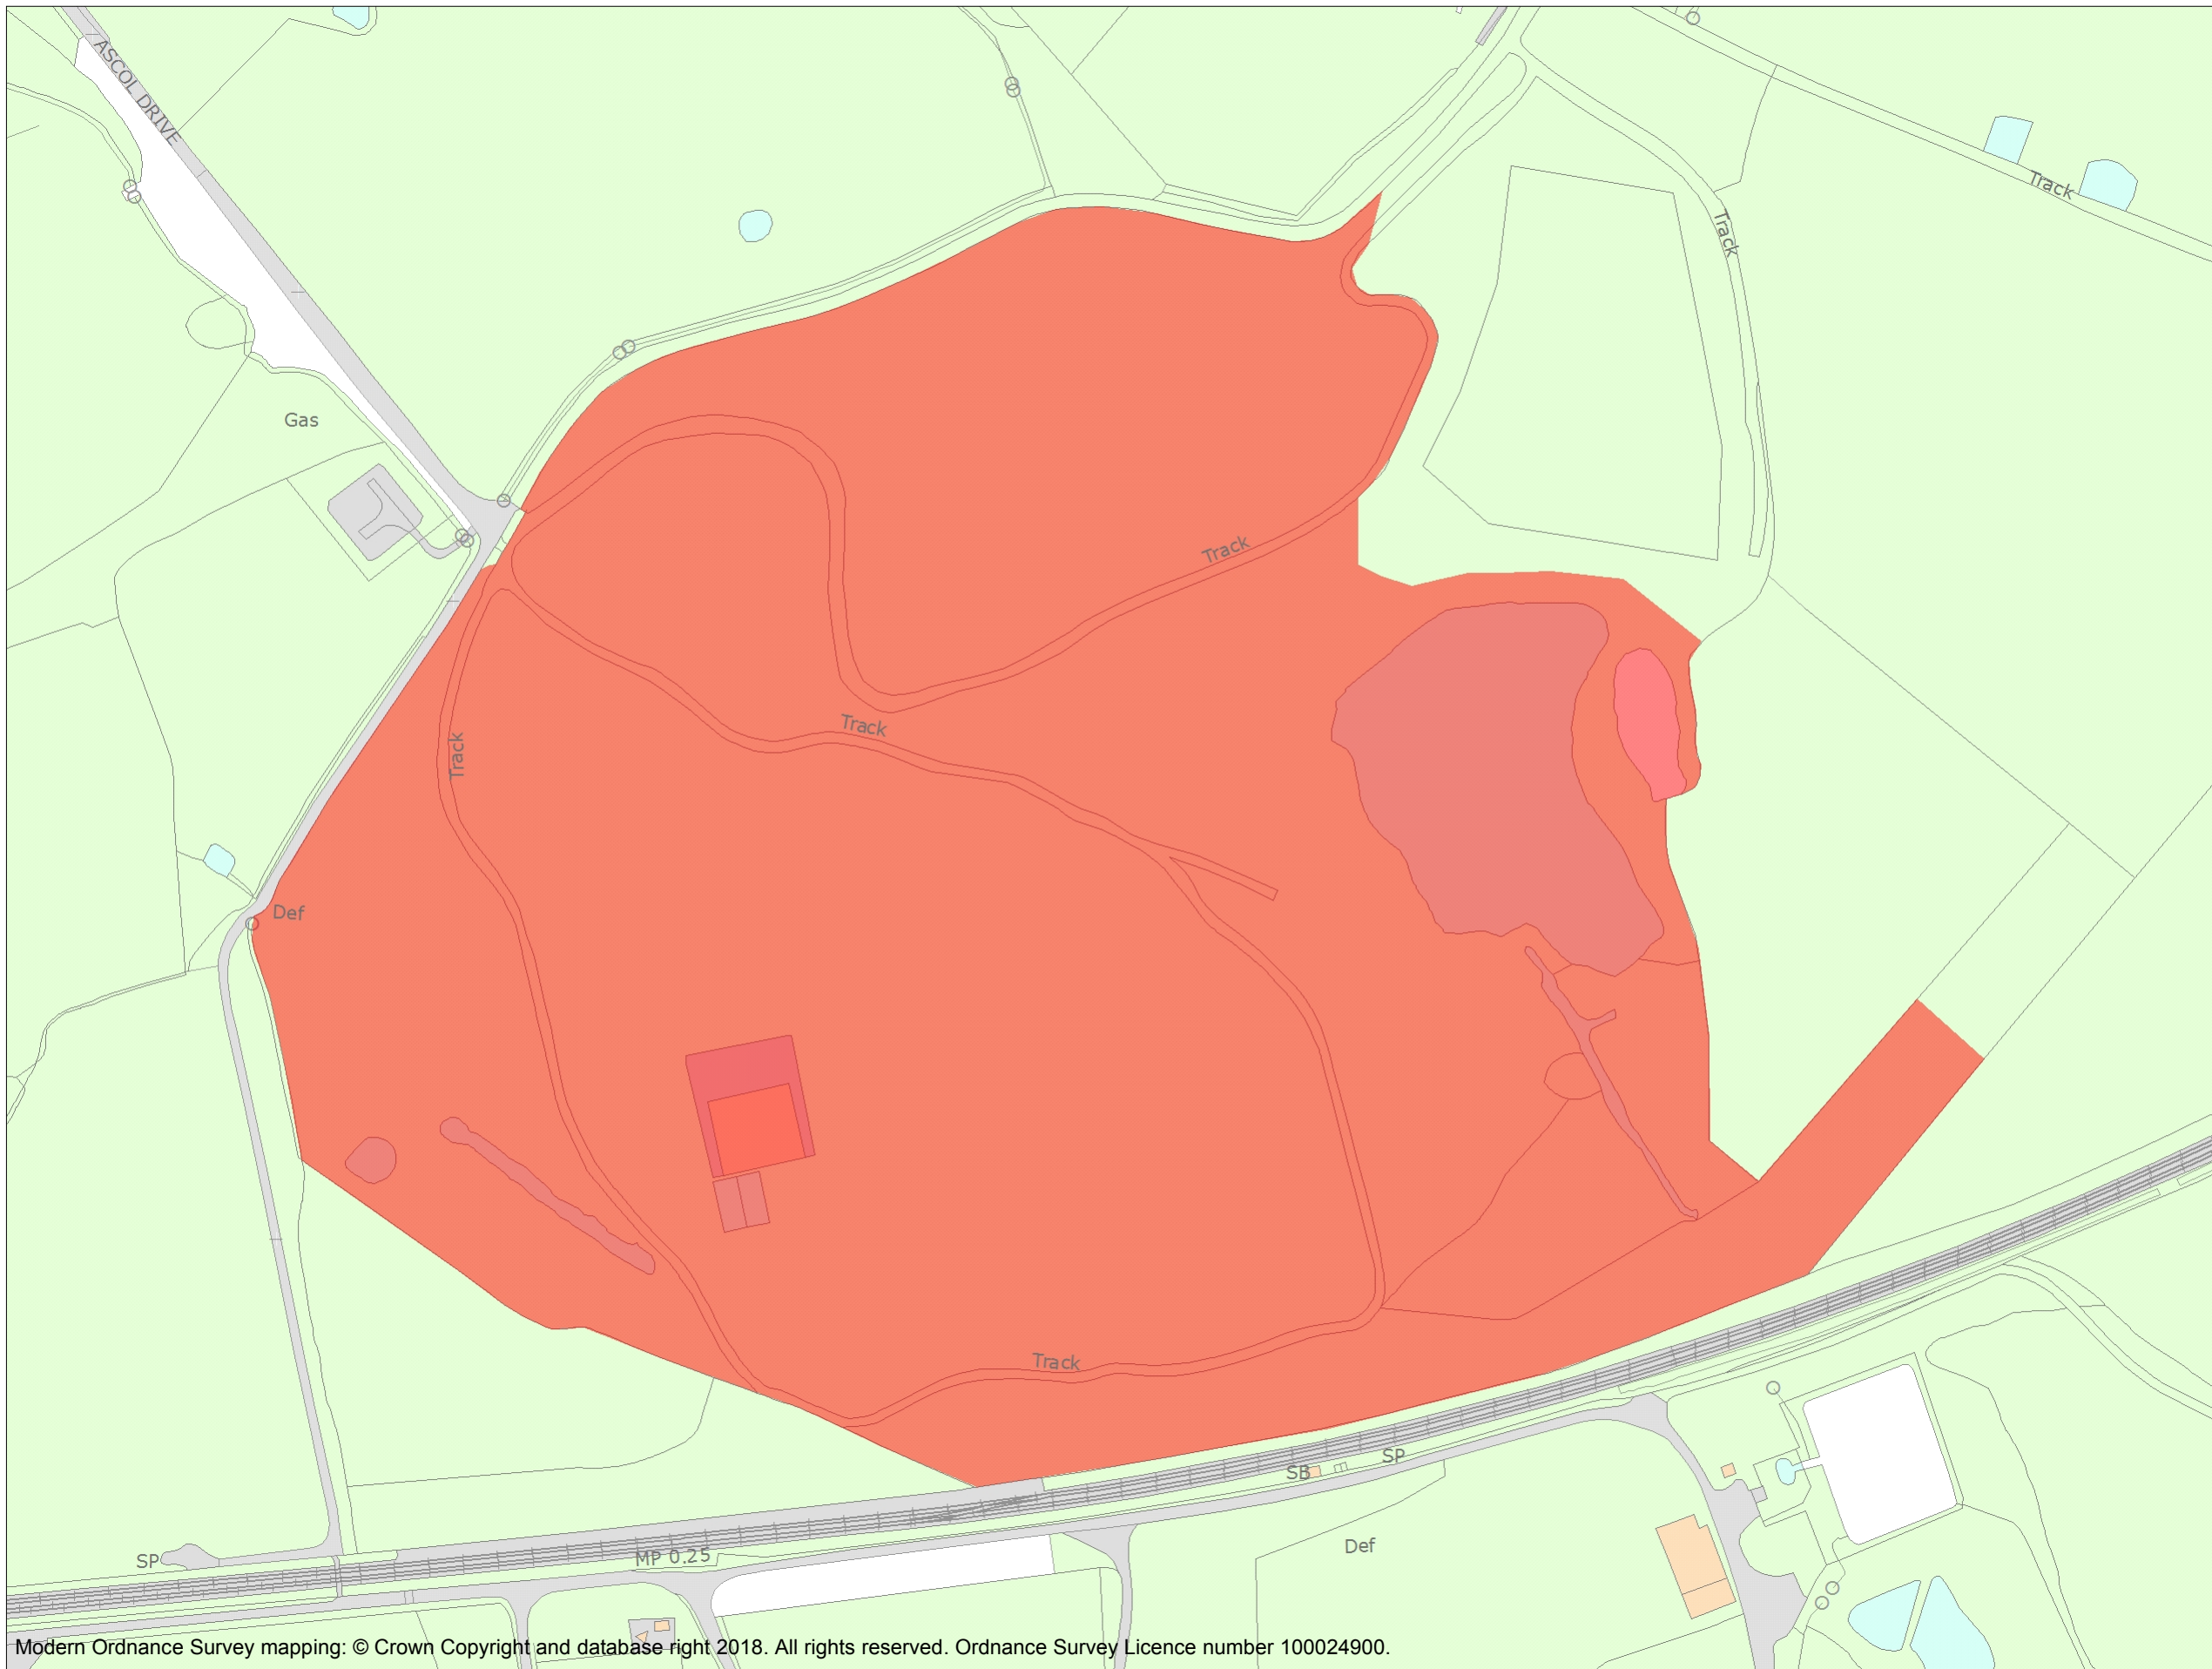 ASCOL DRIVE
Track
Track
Gas
Track
Track
Track
Def
Track
SP
SB
Def
MP 0.25
SP
Modern Ordnance Survey mapping: © Crown Copyright and database right 2018. All rights reserved. Ordnance Survey Licence number 100024900.